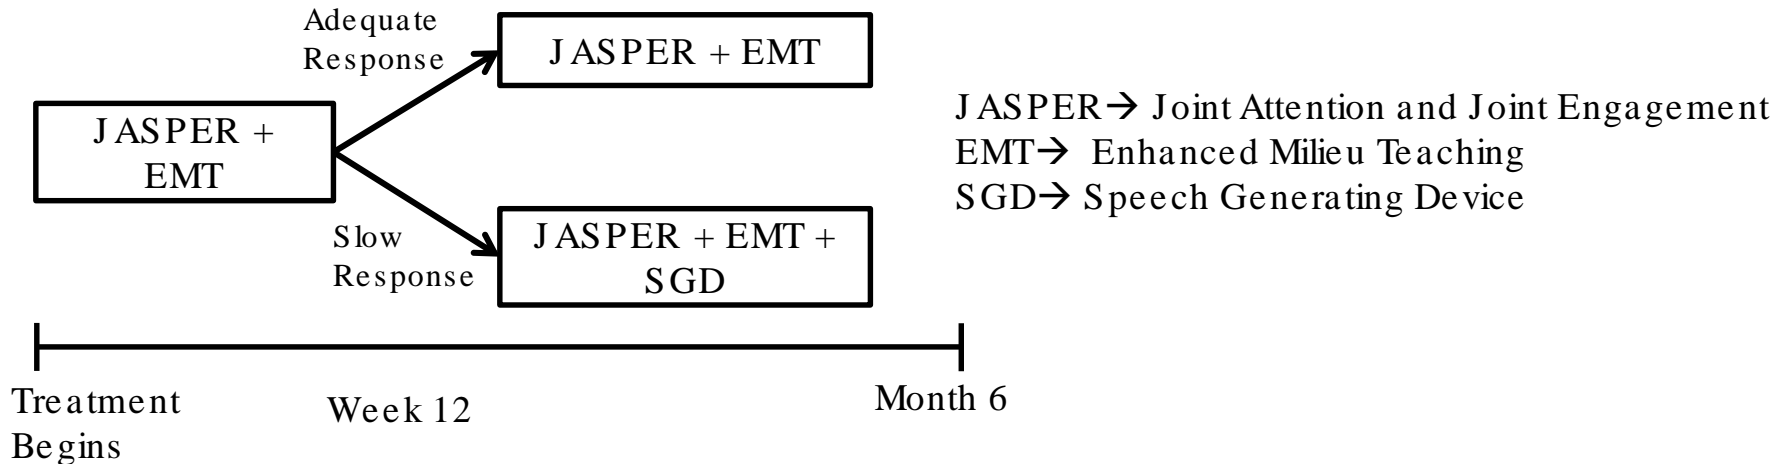 Adequate
Response
JASPER + EMT
JASPER +
EMT
Slow
Response
JASPER + EMT +
SGD
JASPER→ Joint Attention and Joint Engagement
EMT→ Enhanced Milieu Teaching
SGD→ Speech Generating Device
Treatment
Begins
Week 12
Month 6